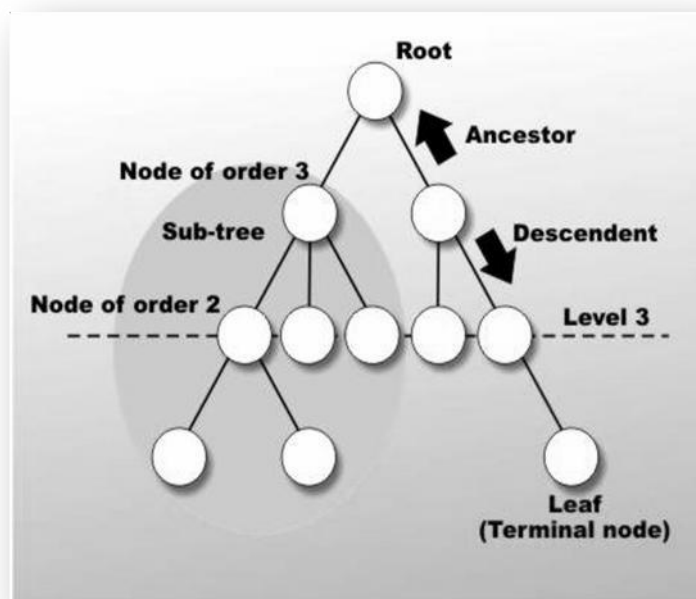 Root
Ancestor
Node of order 3
Sub-tree
Descendent
Node of order 2
Level 3
Leaf
(Terminal node)